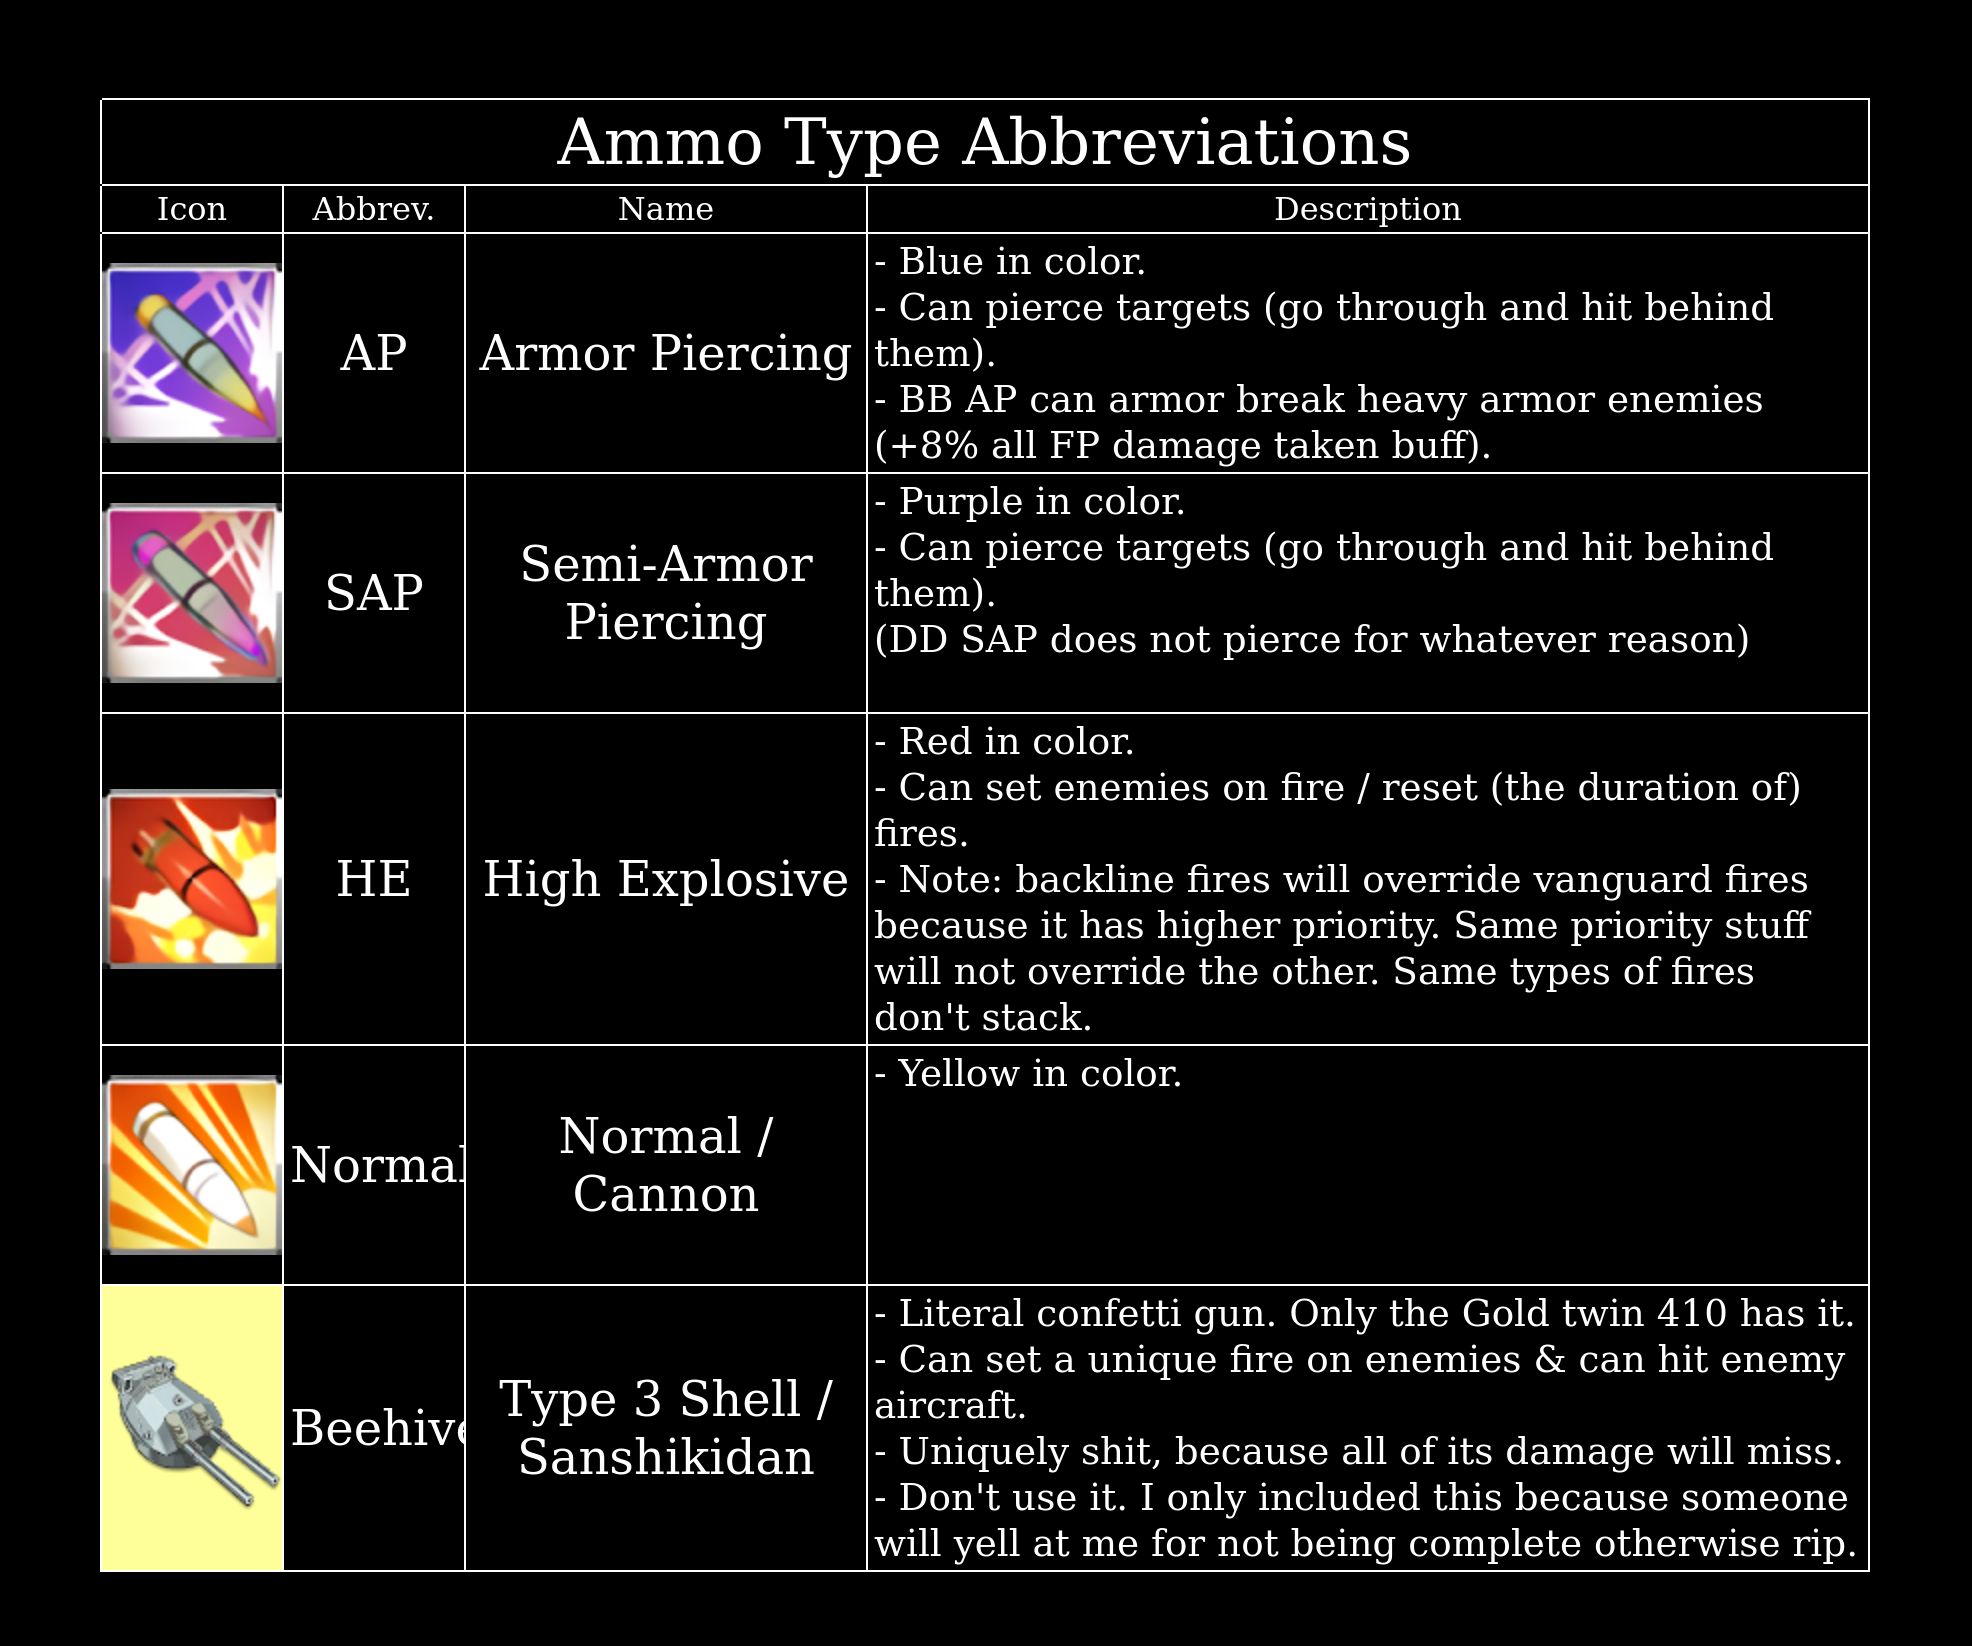 Ammo Type Abbreviations
Icon Abbrev. Name Description
AP
Armor Piercing
- Blue in color.
- Can pierce targets (go through and hit behind
them).
- BB AP can armor break heavy armor enemies
(+8% all FP damage taken buff).
SAP
Semi-Armor
Piercing
- Purple in color.
- Can pierce targets (go through and hit behind
them).
(DD SAP does not pierce for whatever reason)
HE
High Explosive
- Red in color.
- Can set enemies on fire / reset (the duration of)
fires.
- Note: backline fires will override vanguard fires
because it has higher priority. Same priority stuff
will not override the other. Same types of fires
don't stack.
Normal
Normal /
Cannon
- Yellow in color.
Beehive
Type 3 Shell /
Sanshikidan
- Literal confetti gun. Only the Gold twin 410 has it.
- Can set a unique fire on enemies & can hit enemy
aircraft.
- Uniquely shit, because all of its damage will miss.
- Don't use it. I only included this because someone
will yell at me for not being complete otherwise rip.